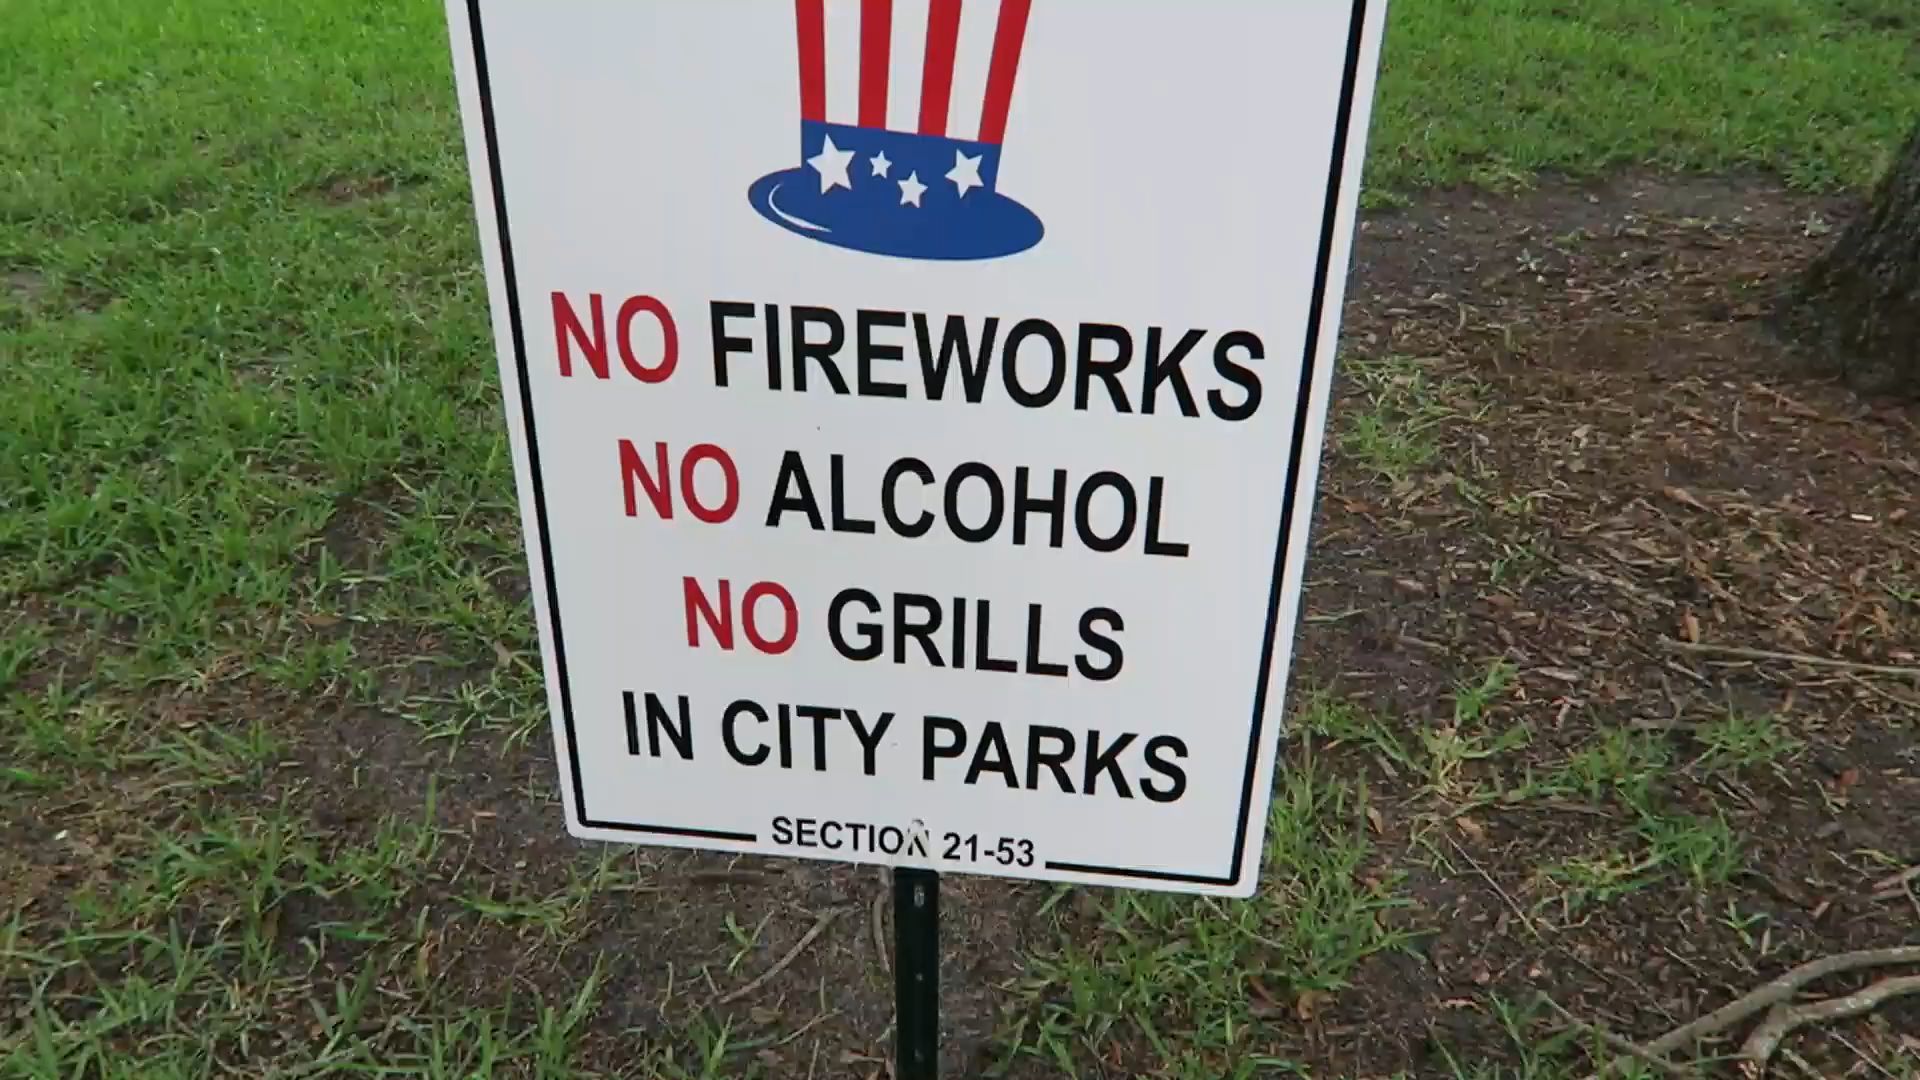 NO FIREWORKS
NO ALCOHOL
NO GRILLS
IN CITY PARKS
SECTION 21-53